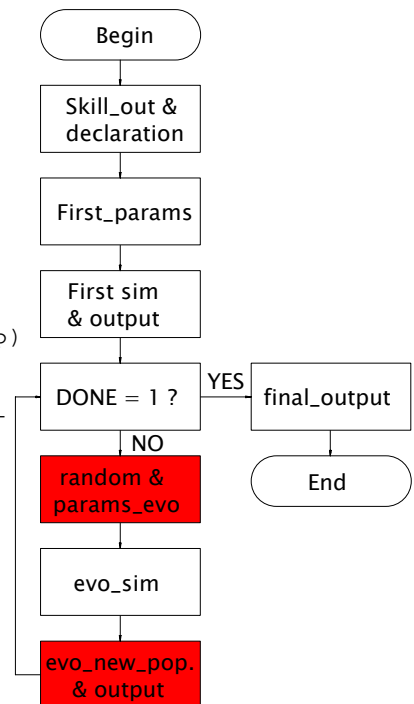 Begin
Skill_out &
declaration
First_params
First sim
& output
DONE = 1 ?
YES
final_output
NO
random &
params_evo
End
evo_sim
evo_new_pop.
& output